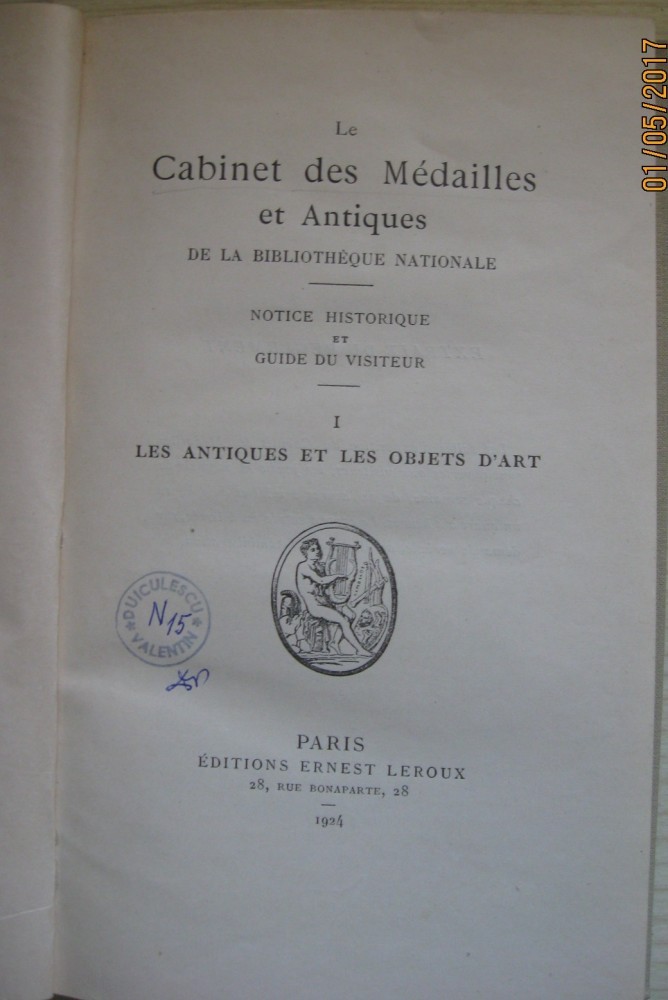 01/05/2017
Le
Cabinet des Médailles
et Antiques
DE LA BIBLIOTHÈQUE NATIONALE
NOTICE HISTORIQUE
ET
GUIDE DU VISITEUR
I
LES ANTIQUES ET LES OBJETS D'ART
DUICULESCU
N15
VALENTIN
PARIS
ÉDITIONS ERNEST LEROUX
28, RUE BONAPARTE, 28
1924